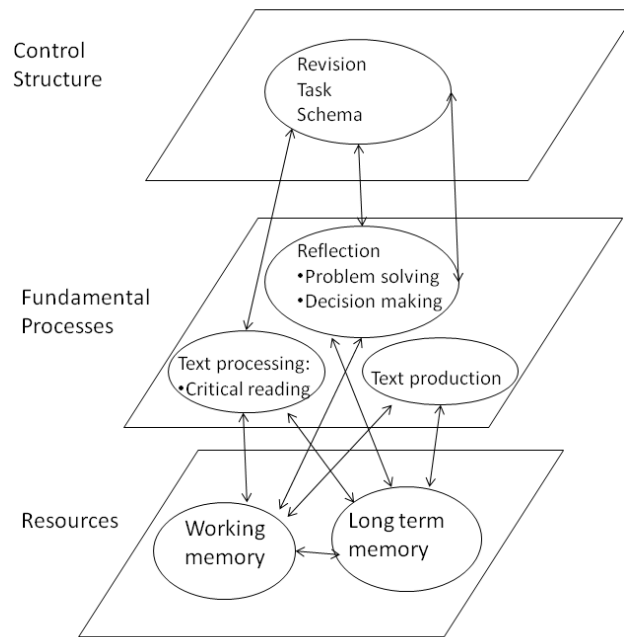 Control
Structure
Revision
Task
Schema
Fundamental
Processes
Reflection
•Problem solving
•Decision making
Text processing:
•Critical reading
Text production
Resources
Working
memory
Long term
memory